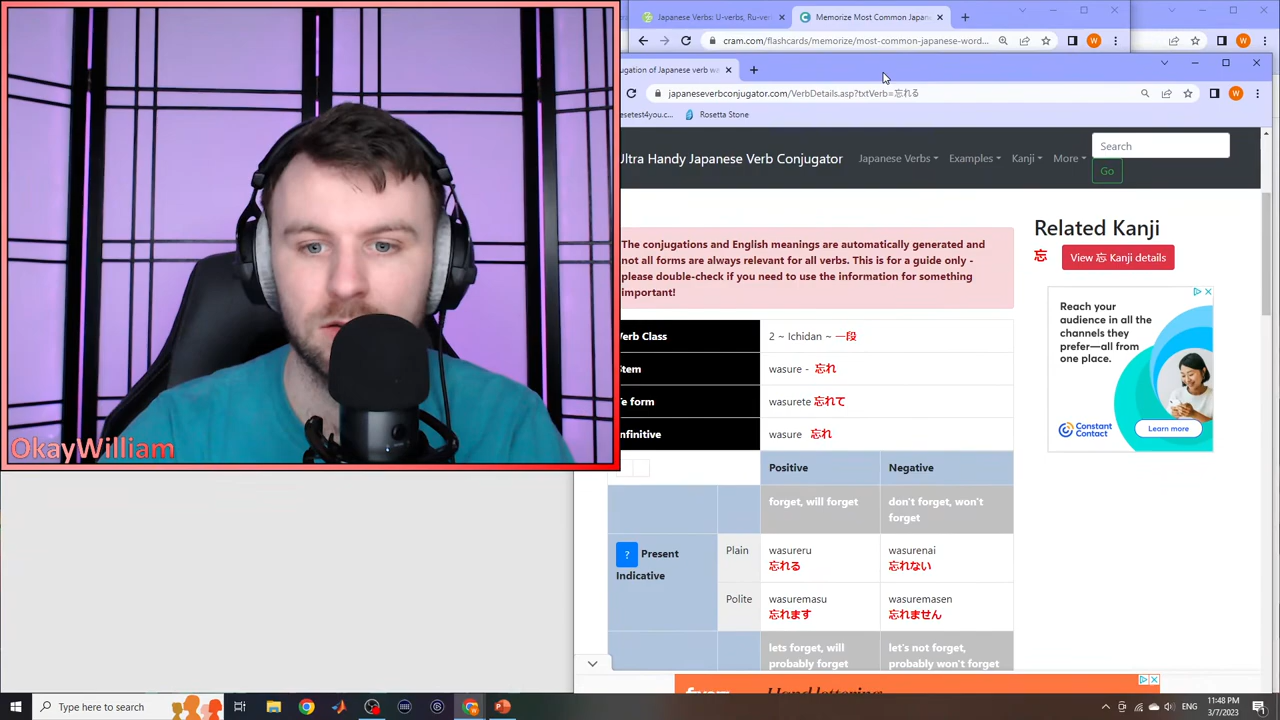 Japanese Verbs: U-verbs, Ru-ver
Memorize Most Common Japan
cram.com/flashcards/memorize/most-common-japanese-word...
W
W
ugation of Japanese verb wa
japaneseverbconjugator.com/VerbDetails.asp?txtVerb=忘れる
W
esetest4you.c...
Rosetta Stone
Ultra Handy Japanese Verb Conjugator
Japanese Verbs
Examples
Kanji
More
Search
Go
The conjugations and English meanings are automatically generated and
not all forms are always relevant for all verbs. This is for a guide only -
please double-check if you need to use the information for something
important!
Related Kanji
忘
View 忘 Kanji details
Reach your
audience in all the
channels they
prefer—all from
one place.
Constant
Contact
Learn more
Verb Class
2 ~ Ichidan ~ 一段
Stem
wasure - 忘れ
Te form
wasurete 忘れて
Infinitive
wasure 忘れ
Positive
Negative
forget, will forget
don't forget, won't
forget
? Present
Indicative
Plain
wasureru
忘れる
wasurenai
忘れない
Polite
wasuremasu
忘れます
wasuremasen
忘れません
lets forget, will
probably forget
let's not forget,
probably won't forget
OkayWilliam
Hand lettering
Type here to search
11:48 PM
3/7/2023